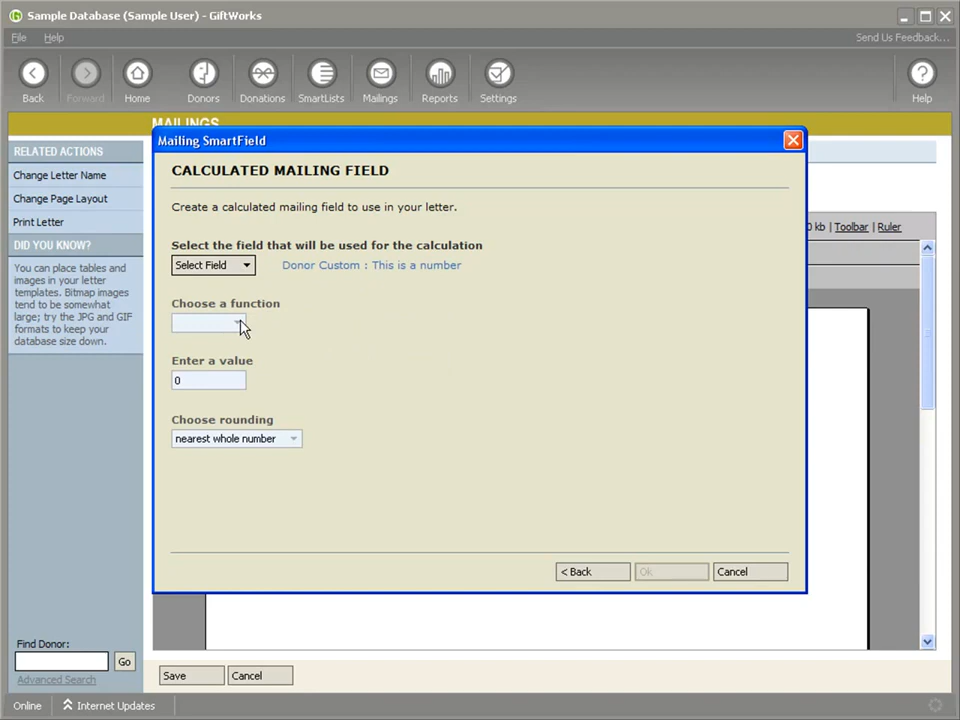 Sample Database (Sample User) - GiftWorks
File Help
Send Us Feedback...
Back Forward Home Donors Donations SmartLists Mailings Reports Settings Help
MAILINGS
RELATED ACTIONS
Change Letter Name
Change Page Layout
Print Letter
DID YOU KNOW?
You can place tables and
images in your letter
templates. Bitmap images
tend to be somewhat
large; try the JPG and GIF
formats to keep your
database size down.
Find Donor:
Go
Advanced Search
Mailing SmartField
CALCULATED MAILING FIELD
Create a calculated mailing field to use in your letter.
Select the field that will be used for the calculation
Select Field Donor Custom : This is a number
Choose a function
Enter a value
0
Choose rounding
nearest whole number
< Back Ok Cancel
0 kb | Toolbar | Ruler
Save Cancel
Online Internet Updates